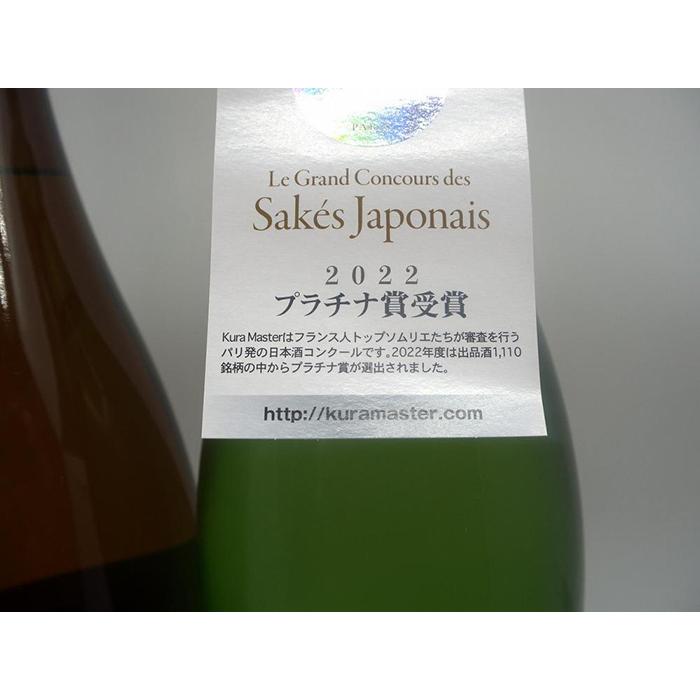 Le Grand Concours des
Sakés Japonais
2022
プラチナ賞受賞
Kura Masterはフランス人トップソムリエたちが審査を行う
パリ発の日本酒コンクールです。2022年度は出品酒1,110
銘柄の中からプラチナ賞が選出されました。
http://kuramaster.com